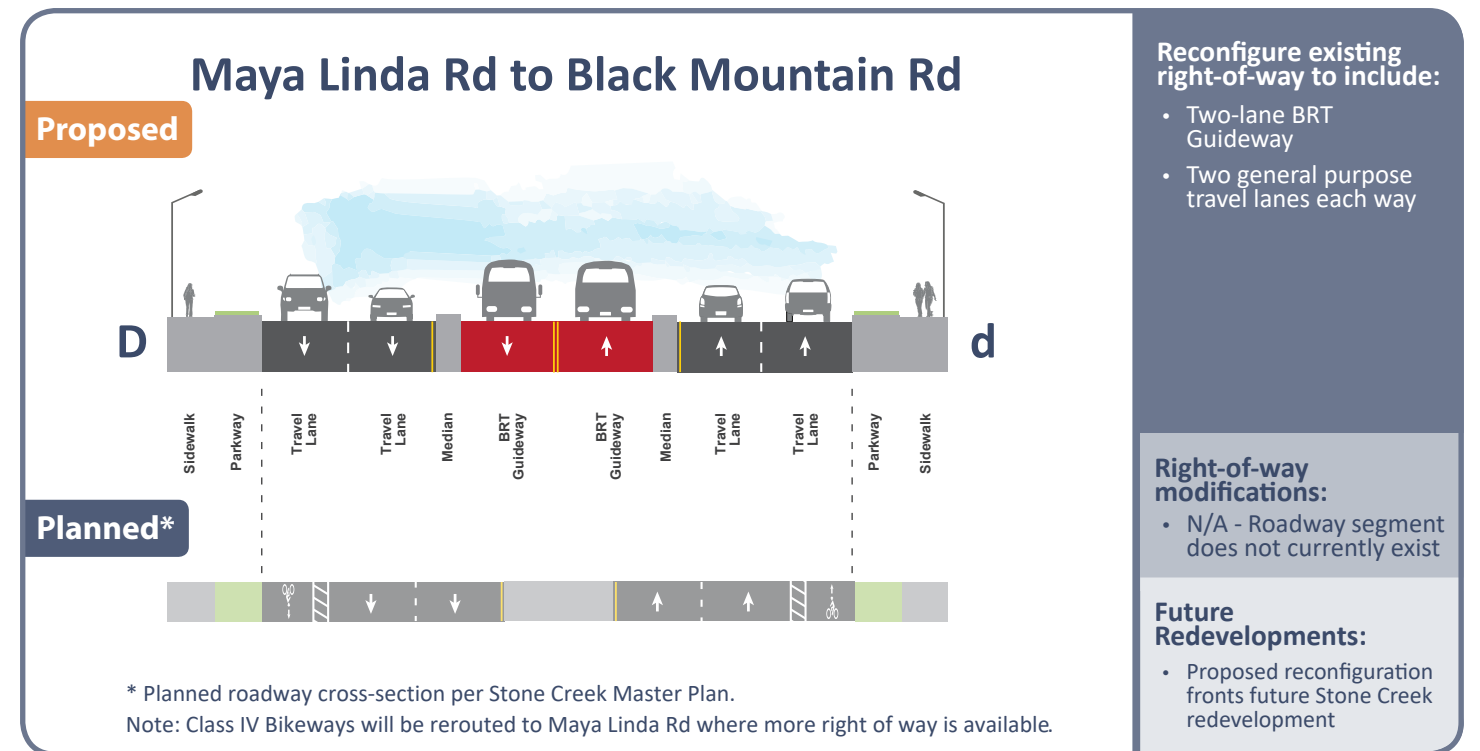 Maya Linda Rd to Black Mountain Rd
Proposed
D
d
Sidewalk
Parkway
Travel
Lane
Travel
Lane
Median
BRT
Guideway
BRT
Guideway
Median
Travel
Lane
Travel
Lane
Parkway
Sidewalk
Planned*
* Planned roadway cross-section per Stone Creek Master Plan.
Note: Class IV Bikeways will be rerouted to Maya Linda Rd where more right of way is available.
Reconfigure existing
right-of-way to include:
• Two-lane BRT
Guideway
• Two general purpose
travel lanes each way
Right-of-way
modifications:
• N/A - Roadway segment
does not currently exist
Future
Redevelopments:
• Proposed reconfiguration
fronts future Stone Creek
redevelopment